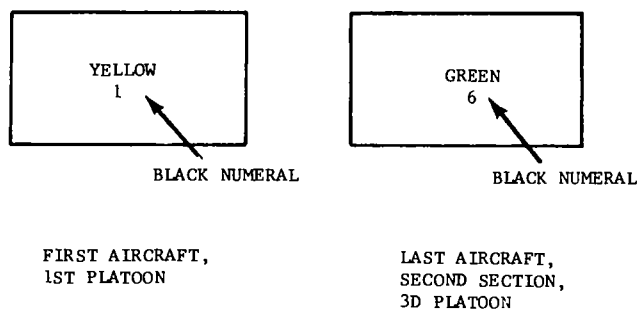 YELLOW
1
BLACK NUMERAL
FIRST AIRCRAFT,
1ST PLATOON
GREEN
6
BLACK NUMERAL
LAST AIRCRAFT,
SECOND SECTION,
3D PLATOON